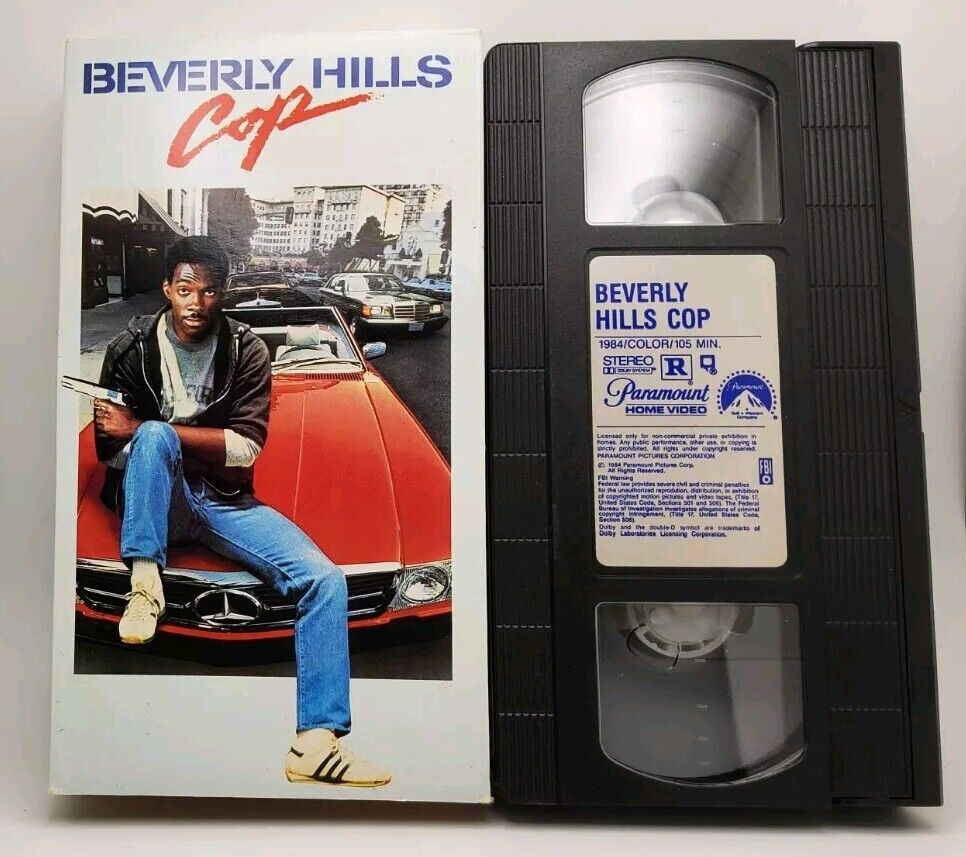 BEVERLY HILLS
Cop
BEVERLY
HILLS COP
1984/COLOR/105 MIN.
STEREO
DOLBY SYSTEM
R
Paramount
HOME VIDEO
Paramount
A
Gulf + Western
Company
Licensed only for non-commercial private exhibition in
homes. Any public performance, other use, or copying is
strictly prohibited. All rights under copyright reserved.
PARAMOUNT PICTURES CORPORATION
© 1984 Paramount Pictures Corp.
All Rights Reserved.
FBI Warning
Federal law provides severe civil and criminal penalties
for the unauthorized reprodution, distribution, or exhibition
of copyrighted motion pictures and video tapes, (Title 17,
United States Code, Sections 501 and 506). The Federal
Bureau of Investigation investigates allegations of criminal
copyright infringement, (Title 17, United States Code,
Section 506).
Dolby and the double-D symbol are trademarks of
Dolby Laboratories Licensing Corporation.
FBI